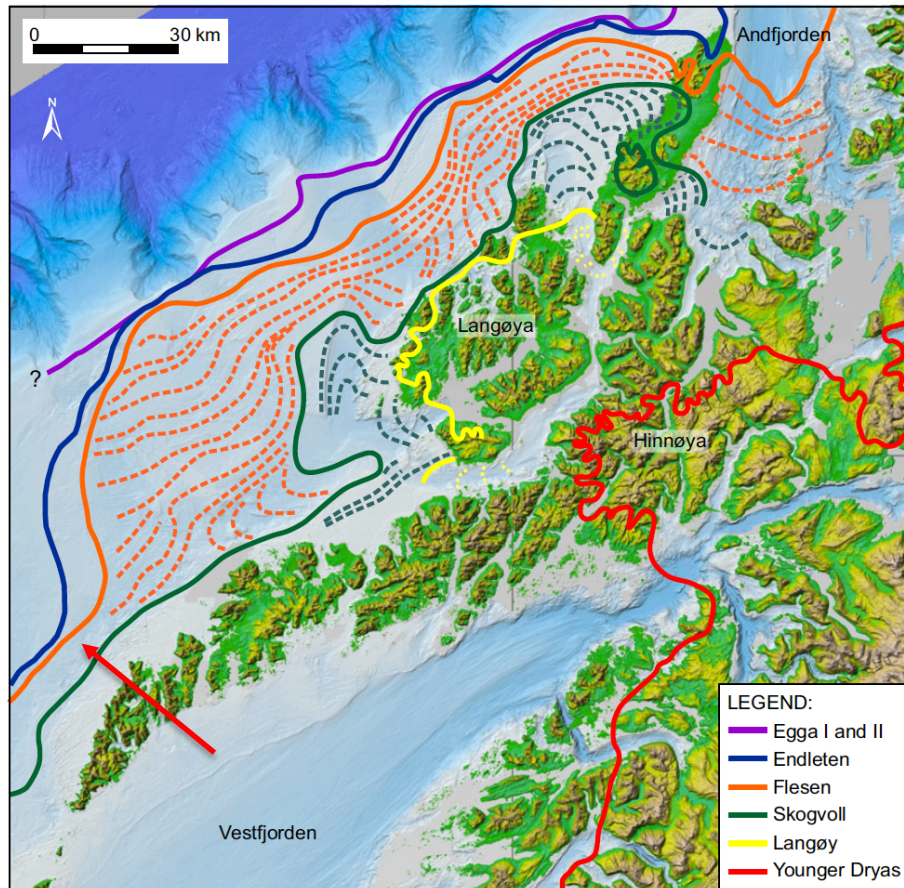 0 30 km
Andfjorden
N
Langøya
?
Hinnøya
Vestfjorden
LEGEND:
Egga I and II
Endleten
Flesen
Skogvoll
Langøy
Younger Dryas